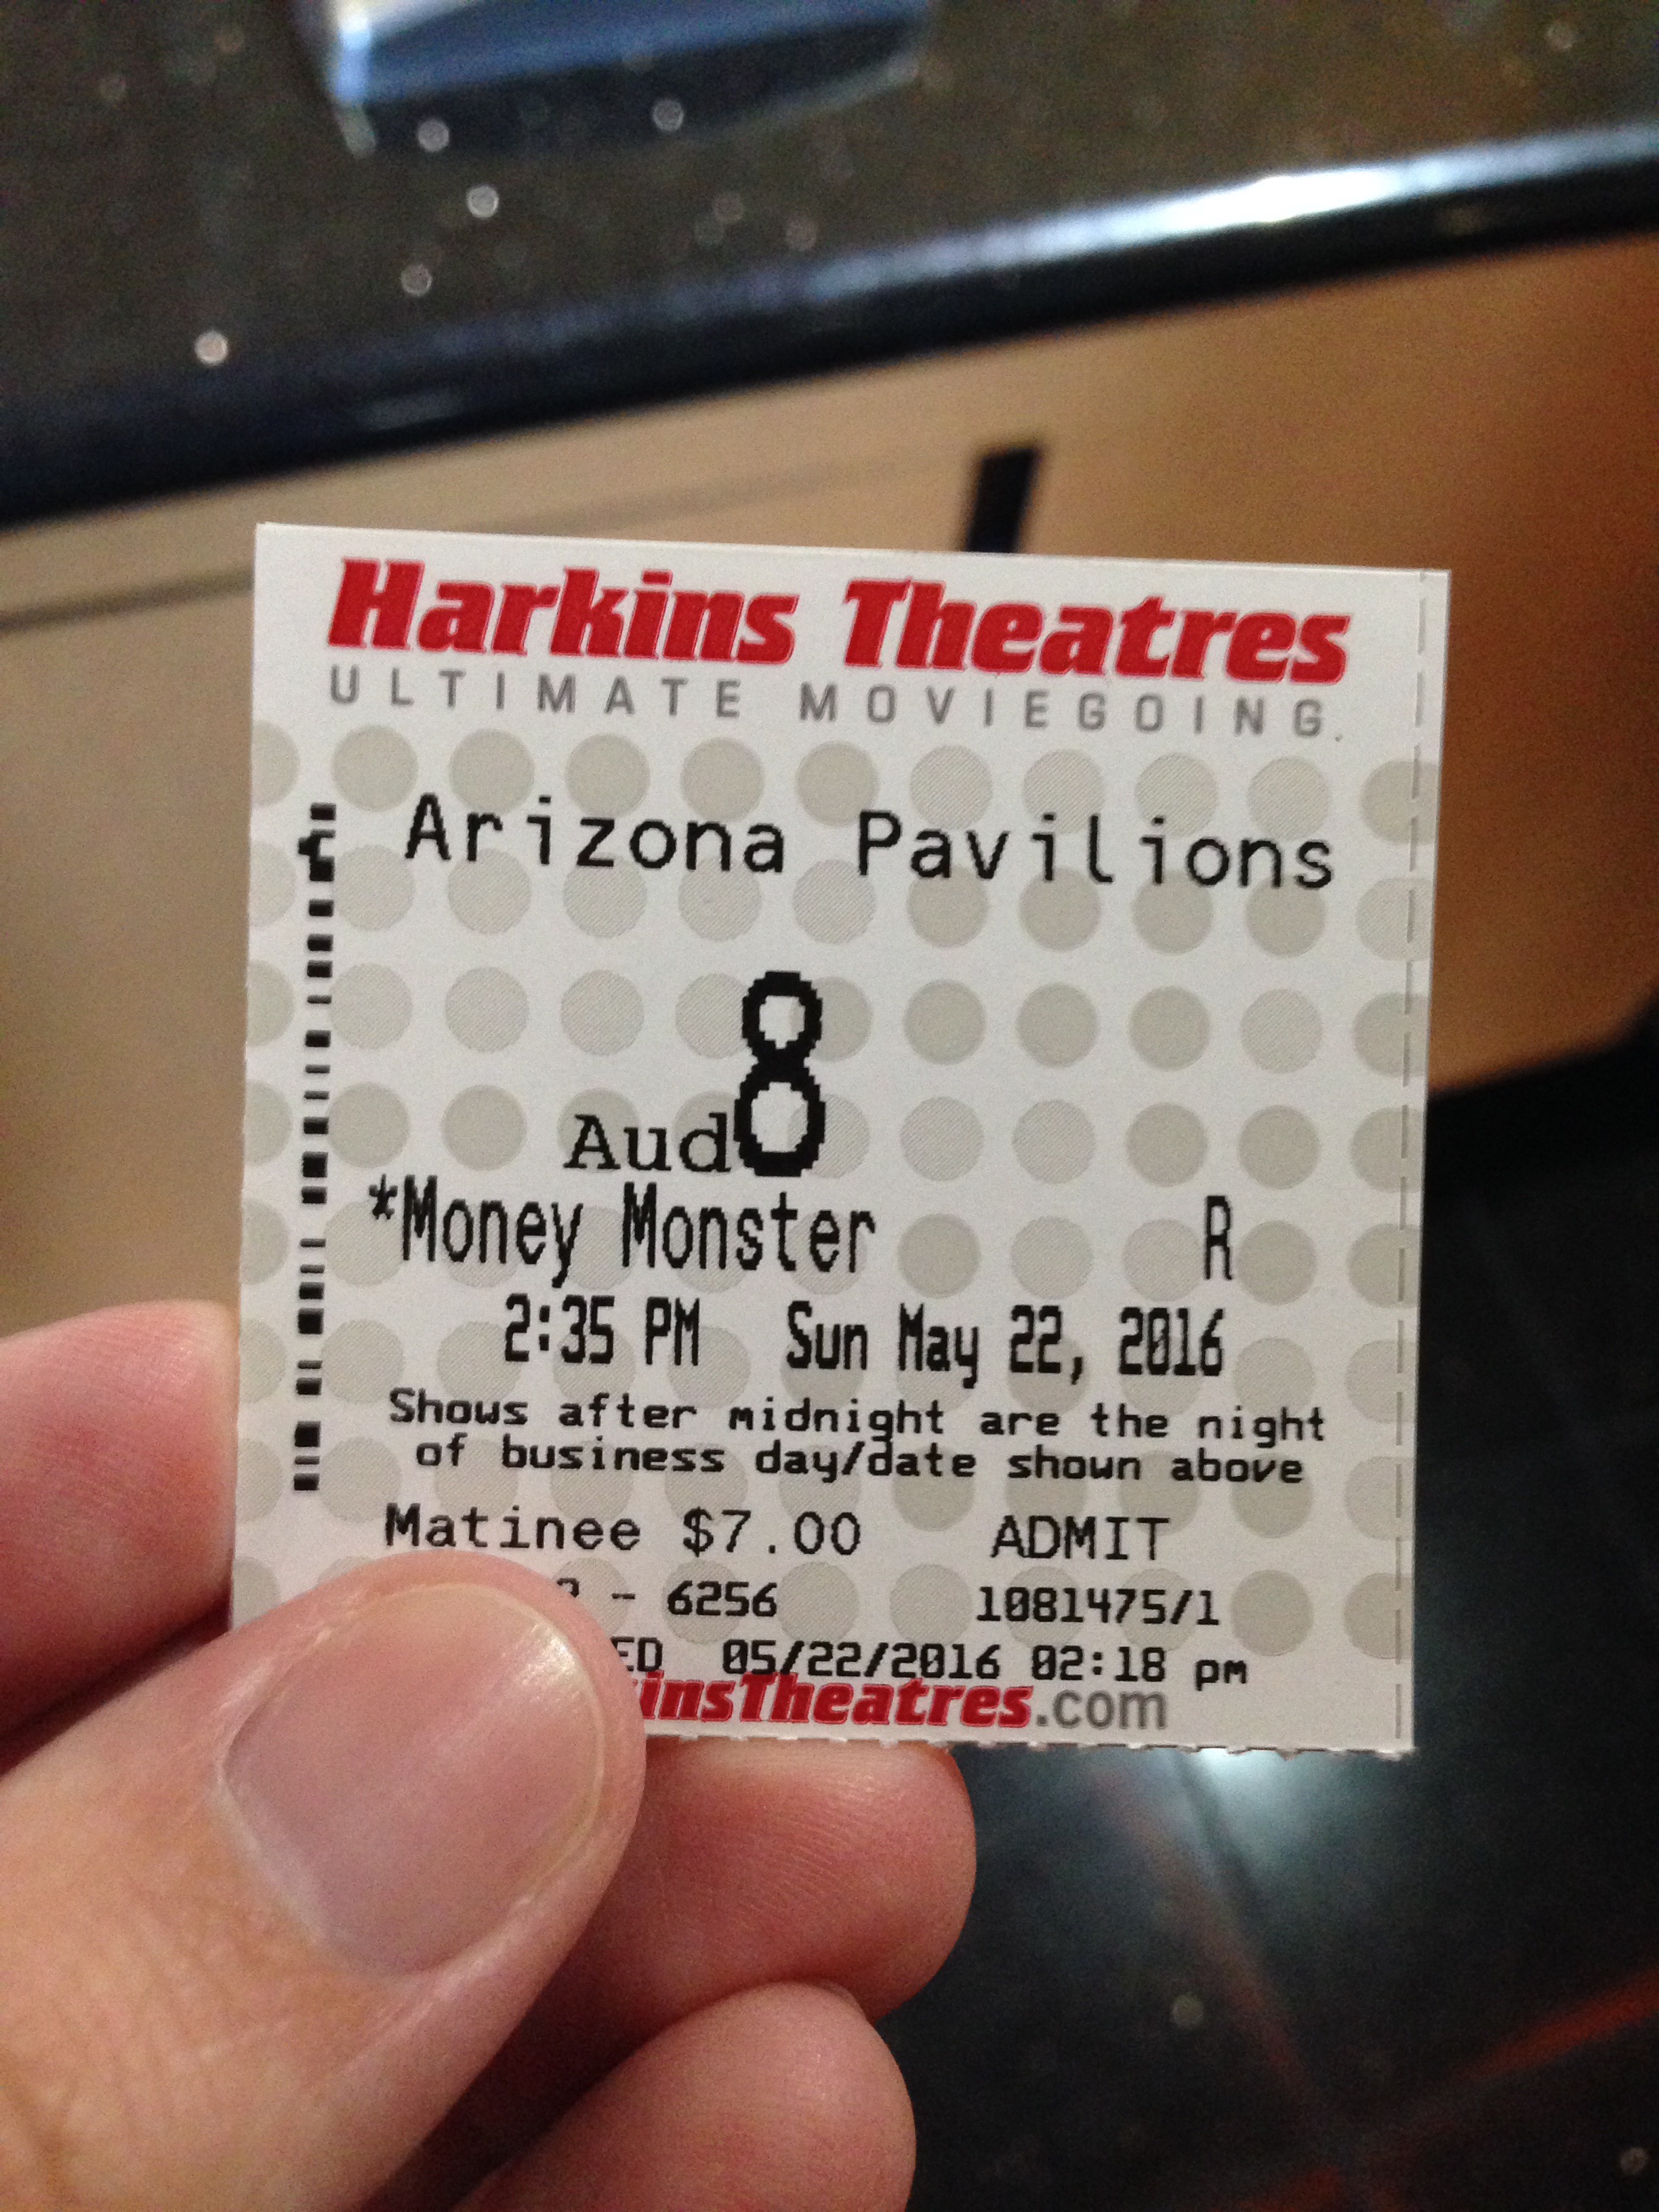 Harkins Theatres
ULTIMATE MOVIEGOING.
Arizona Pavilions
Aud 8
*Money Monster R
2:35 PM Sun May 22, 2016
Shows after midnight are the night
of business day/date shown above
Matinee $7.00 ADMIT
- 6256 1081475/1
05/22/2016 02:18 pm
insTheatres.com